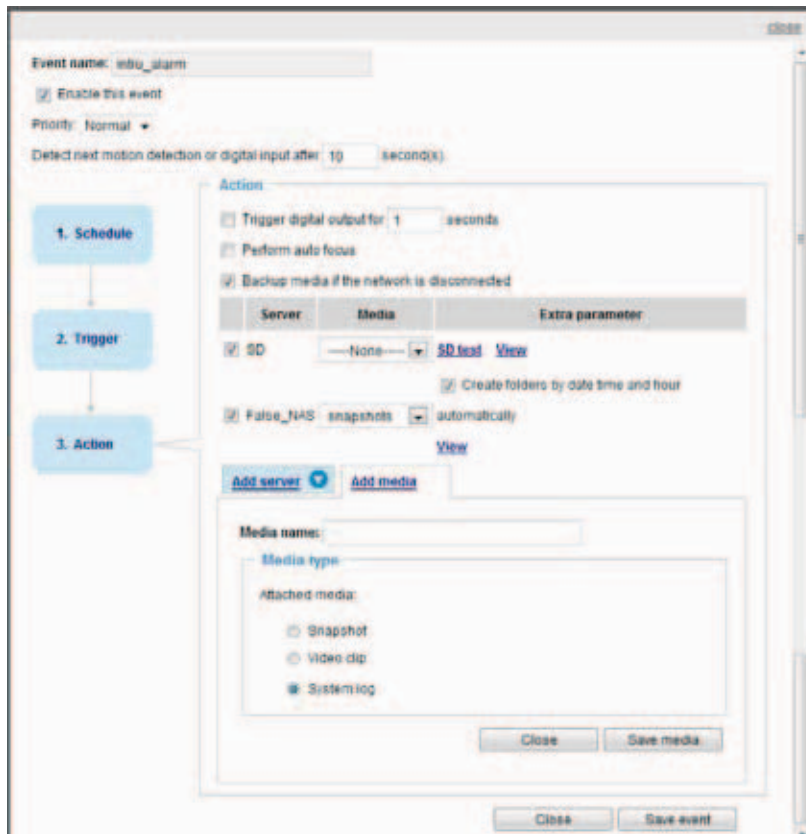 close
Event name: mbu_alarm
Enable this event
Priority: Normal
Detect next motion detection or digital input after 10 second(s).
Action
Trigger digital output for 1 seconds
Perform auto focus
Backup media if the network is disconnected
Server Media Extra parameter
SD ----None---- SD test View
Create folders by date time and hour
False_NAS snapshots automatically
View
1. Schedule
2. Trigger
3. Action
Add server Add media
Media name:
Media type
Attached media:
Snapshot
Video clip
System log
Close Save media
Close Save event